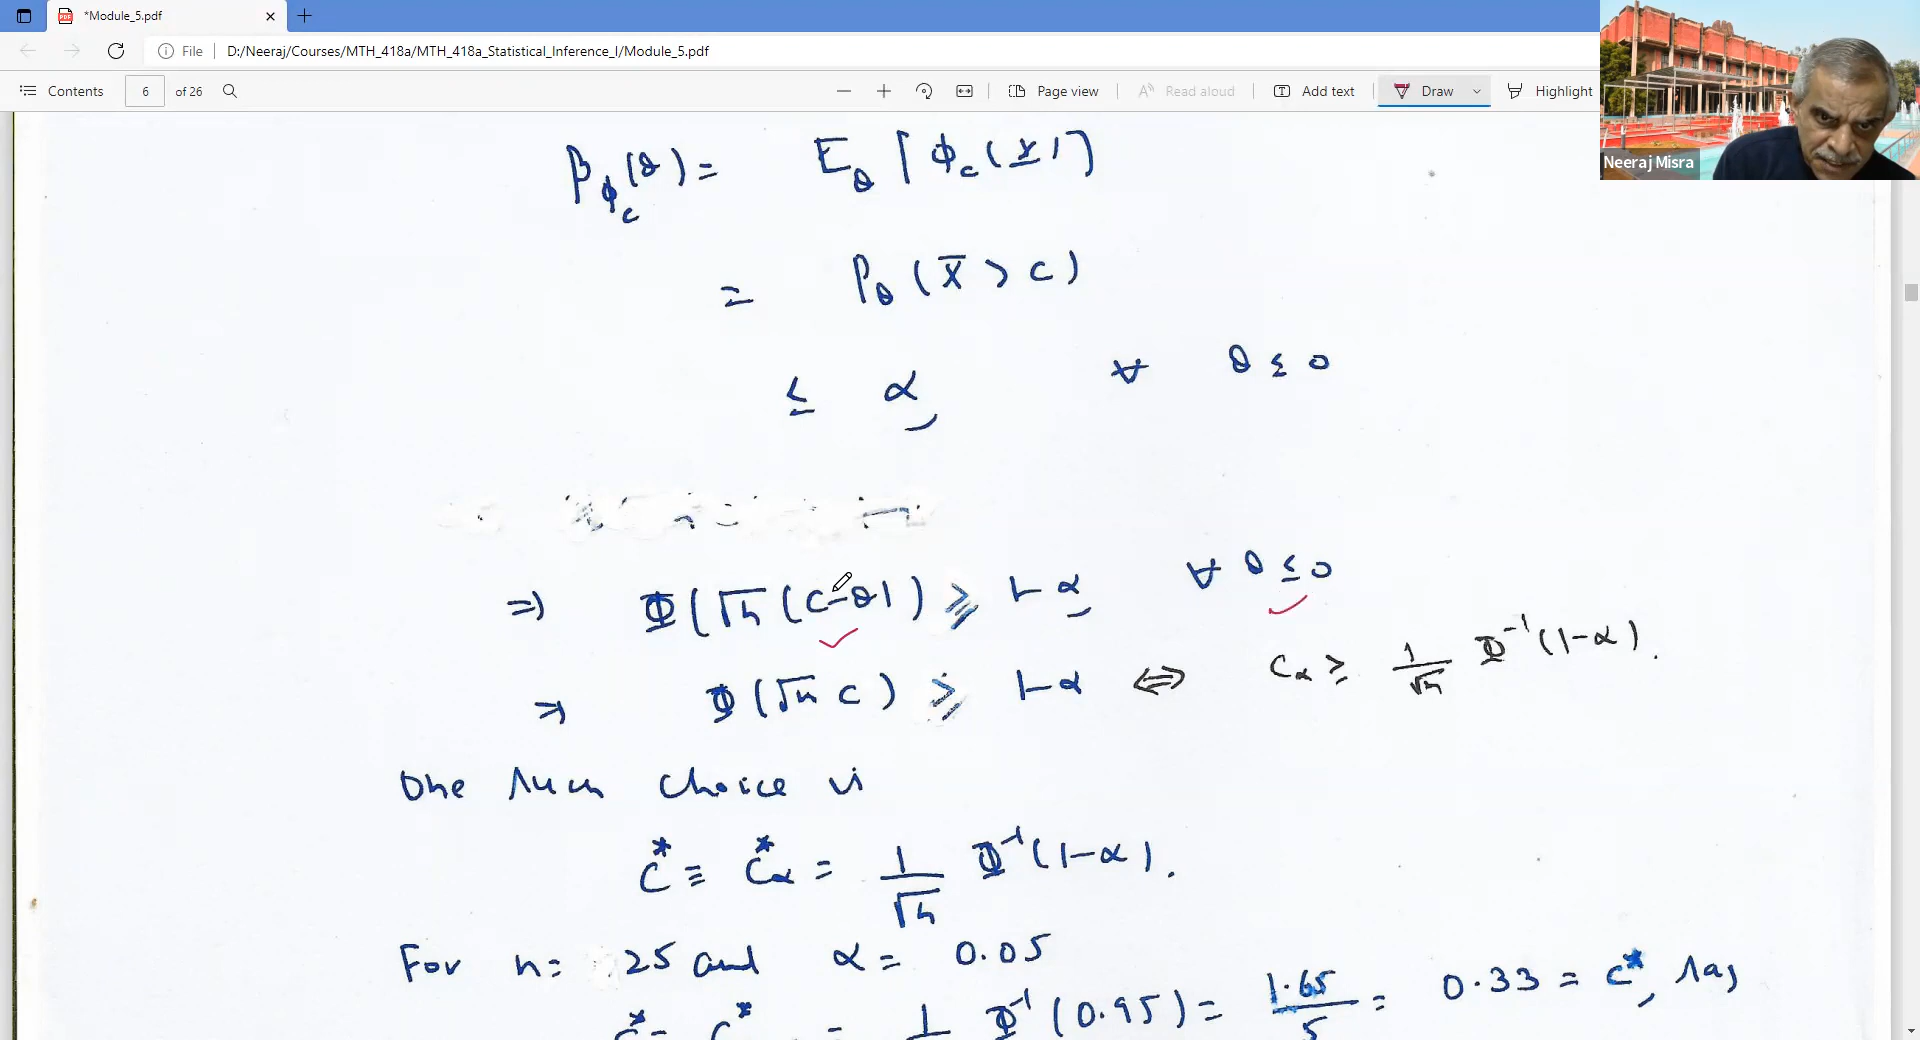 *Module_5.pdf
File D:/Neeraj/Courses/MTH_418a/MTH_418a_Statistical_Inference_I/Module_5.pdf
Contents 6 of 26 Page view Read aloud Add text Draw Highlight
Neeraj Misra
β_{ϕ_c}(θ) = E_θ [ϕ_c(X)]
= P_θ(X̄ > c)
≤ α, ∀ θ ≤ 0
⇒ Φ(√n (c-θ)) ≥ 1-α ∀ θ ≤ 0
⇒ Φ(√n c) ≥ 1-α ⇔ c_α ≥ 1/√n Φ⁻¹(1-α).
One such choice is
c* ≡ c*_α = 1/√n Φ⁻¹(1-α).
For n = 25 and α = 0.05
c* = c* = 1 Φ⁻¹(0.95) = 1.65/5 = 0.33 = c*, say